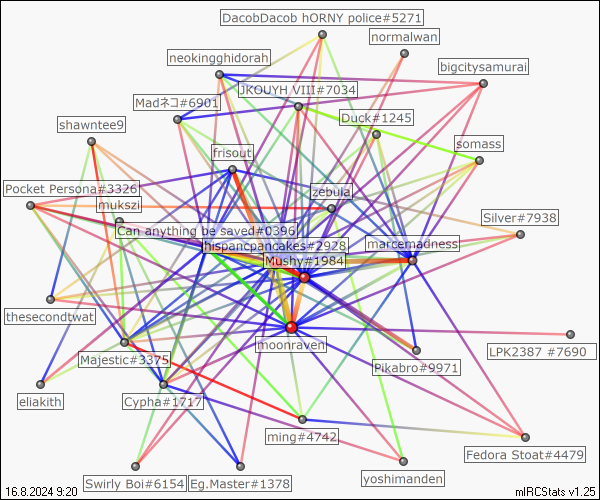 DacobDacob hORNY police#5271
normalwan
neokingghidorah
bigcitysamurai
JKOUYH VIII#7034
Madネコ#6901
Duck#1245
shawntee9
somass
frisout
Pocket Persona#3326
zebula
mukszi
Silver#7938
Can anything be saved#0396
hispanicpancakes#2928
marcemadness
Mushy#1984
thesecondtwat
moonraven
LPK2387 #7690
Majestic#3375
Pikabro#9971
eliakith
Cypha#1717
ming#4742
Fedora Stoat#4479
Swirly Boi#6154
Eg.Master#1378
yoshimanden
16.8.2024 9:20
mIRCStats v1.25